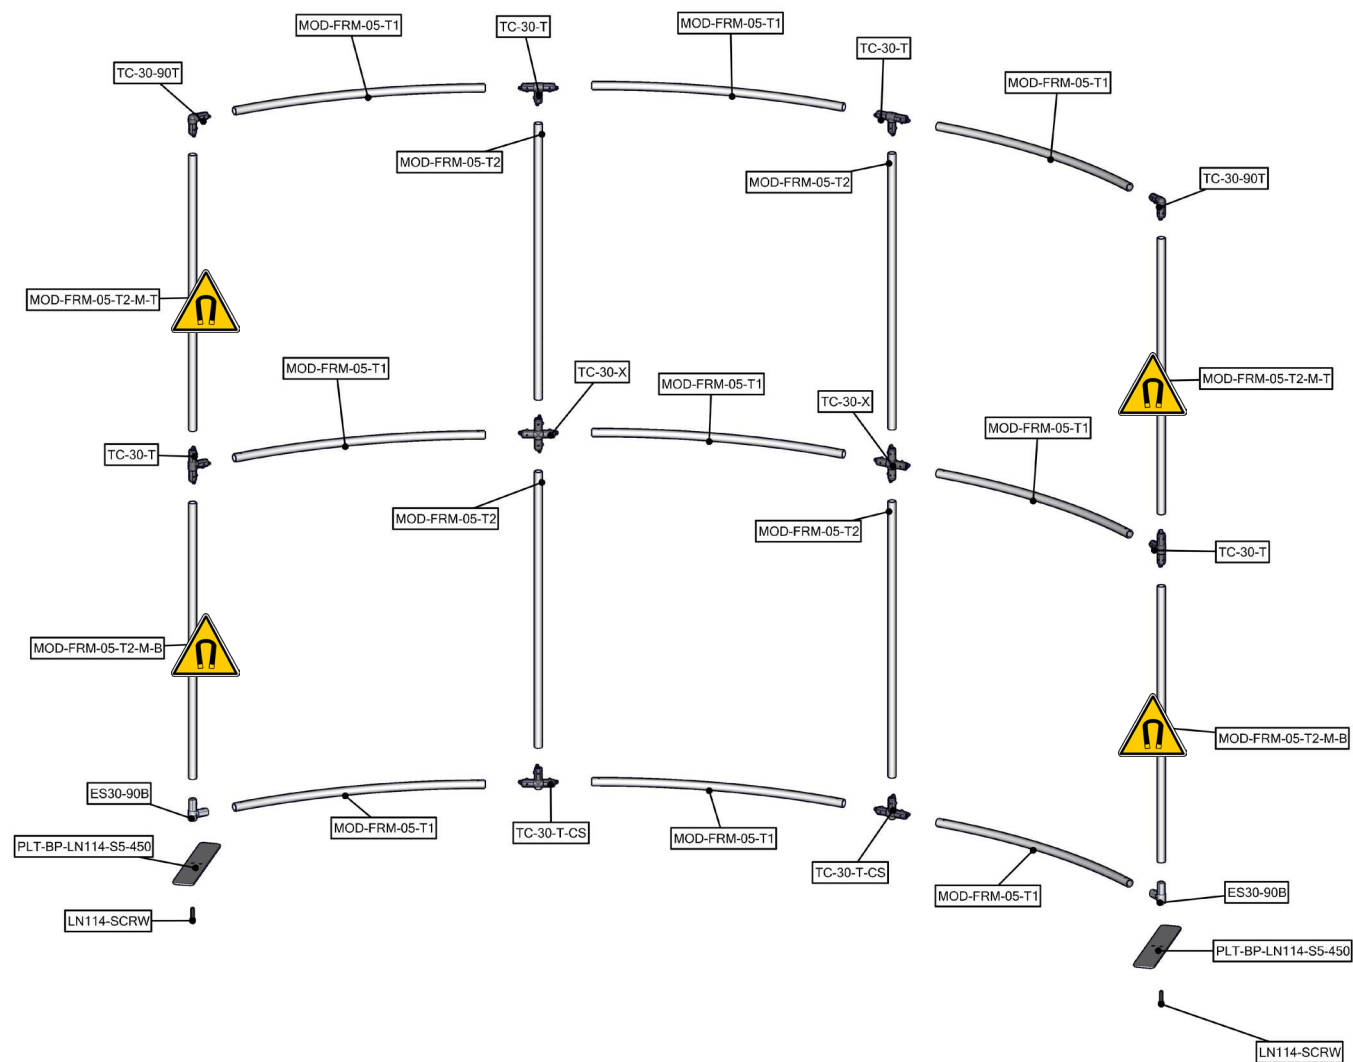 MOD-FRM-05-T1
TC-30-T
MOD-FRM-05-T1
TC-30-T
TC-30-90T
MOD-FRM-05-T1
MOD-FRM-05-T2
MOD-FRM-05-T2
TC-30-90T
MOD-FRM-05-T2-M-T
MOD-FRM-05-T1
TC-30-X
MOD-FRM-05-T1
TC-30-X
MOD-FRM-05-T2-M-T
MOD-FRM-05-T1
TC-30-T
MOD-FRM-05-T2
MOD-FRM-05-T2
TC-30-T
MOD-FRM-05-T2-M-B
MOD-FRM-05-T2-M-B
ES30-90B
MOD-FRM-05-T1
TC-30-T-CS
MOD-FRM-05-T1
PLT-BP-LN114-S5-450
TC-30-T-CS
MOD-FRM-05-T1
ES30-90B
LN114-SCRW
PLT-BP-LN114-S5-450
LN114-SCRW